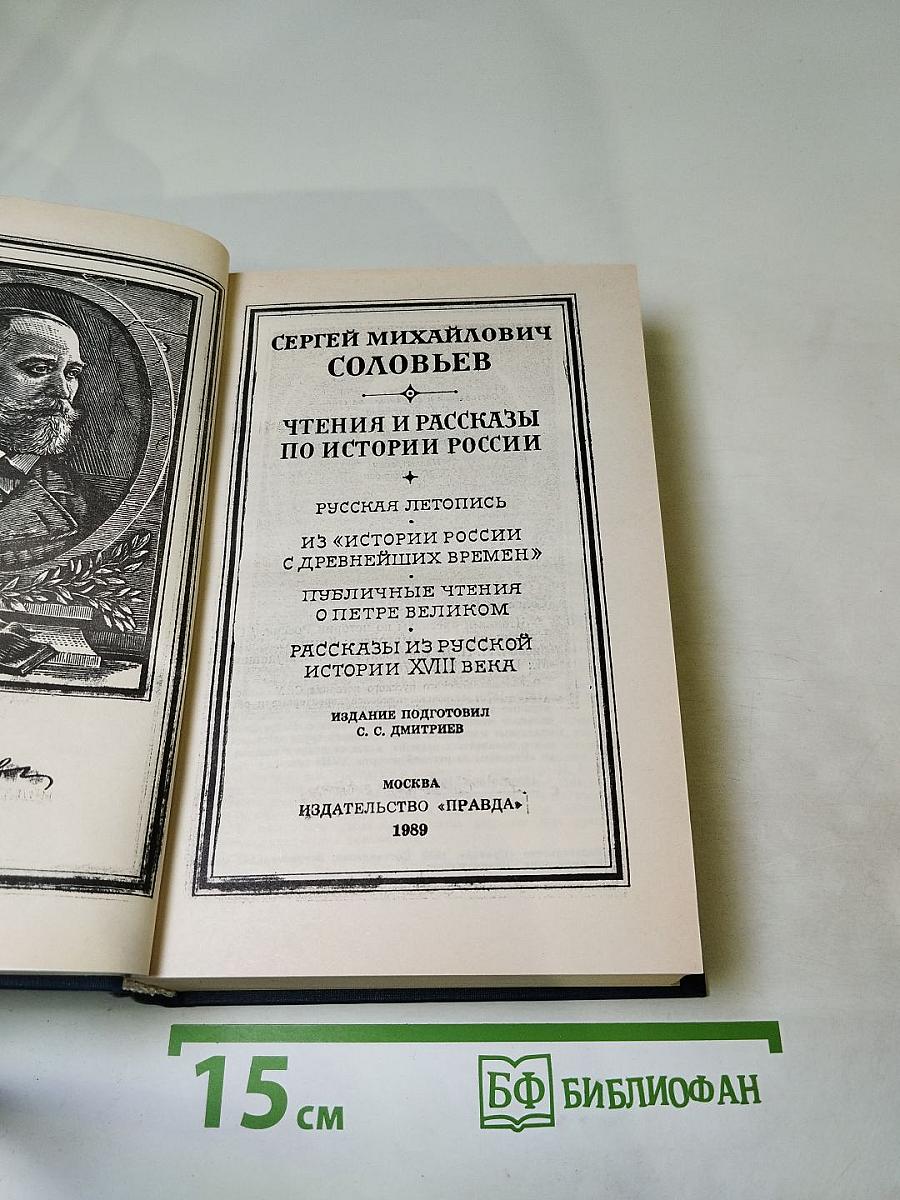 СЕРГЕЙ МИХАЙЛОВИЧ
СОЛОВЬЕВ
ЧТЕНИЯ И РАССКАЗЫ
ПО ИСТОРИИ РОССИИ
РУССКАЯ ЛЕТОПИСЬ
ИЗ «ИСТОРИИ РОССИИ
С ДРЕВНЕЙШИХ ВРЕМЕН»
ПУБЛИЧНЫЕ ЧТЕНИЯ
О ПЕТРЕ ВЕЛИКОМ
РАССКАЗЫ ИЗ РУССКОЙ
ИСТОРИИ XVIII ВЕКА
ИЗДАНИЕ ПОДГОТОВИЛ
С. С. ДМИТРИЕВ
МОСКВА
ИЗДАТЕЛЬСТВО «ПРАВДА»
1989
15 СМ
БФ БИБЛИОФАН